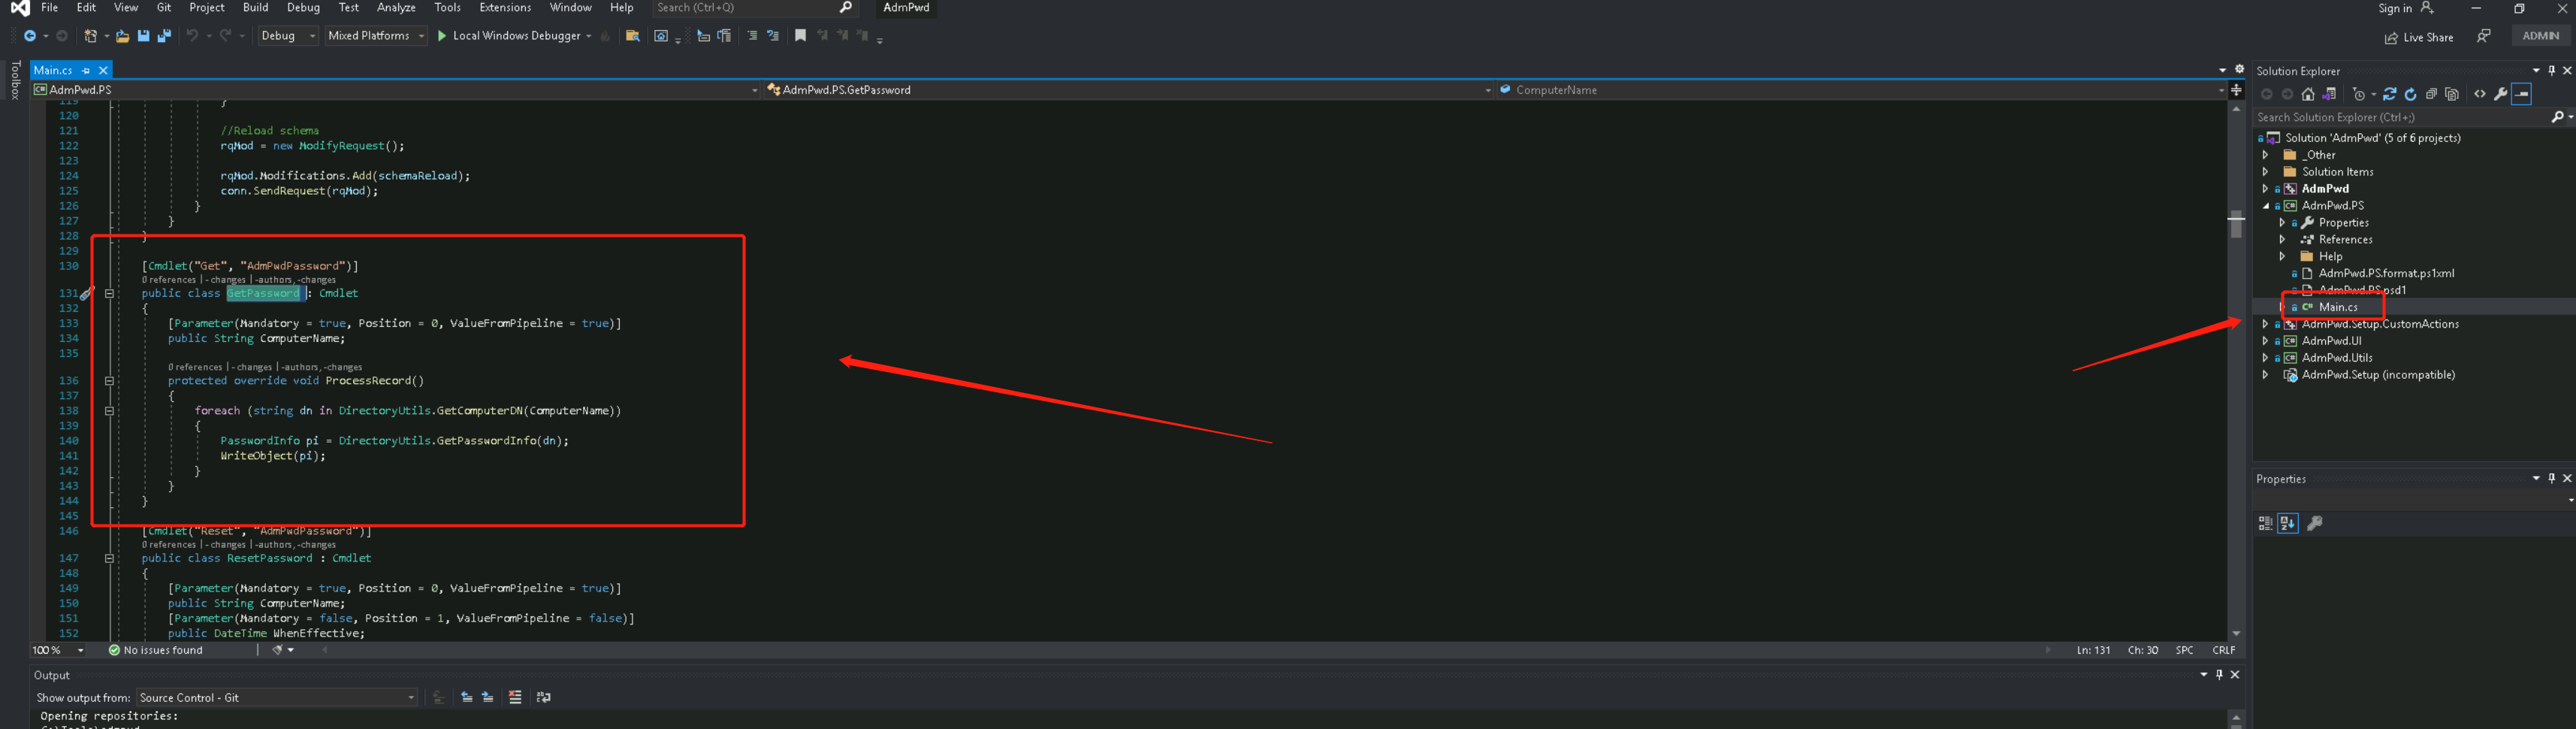 File Edit View Git Project Build Debug Test Analyze Tools Extensions Window Help Search (Ctrl+Q) AdmPwd Sign in
Debug Mixed Platforms Local Windows Debugger Live Share ADMIN
Toolbox
Main.cs
AdmPwd.PS AdmPwd.PS.GetPassword ComputerName
119 }
120
121 //Reload schema
122 rqMod = new ModifyRequest();
123
124 rqMod.Modifications.Add(schemaReload);
125 conn.SendRequest(rqMod);
126 }
127 }
128 }
129
130 [Cmdlet("Get", "AdmPwdPassword")]
0 references | - changes | -authors, -changes
131 public class GetPassword : Cmdlet
132 {
133 [Parameter(Mandatory = true, Position = 0, ValueFromPipeline = true)]
134 public String ComputerName;
135
0 references | - changes | -authors, -changes
136 protected override void ProcessRecord()
137 {
138 foreach (string dn in DirectoryUtils.GetComputerDN(ComputerName))
139 {
140 PasswordInfo pi = DirectoryUtils.GetPasswordInfo(dn);
141 WriteObject(pi);
142 }
143 }
144 }
145
146 [Cmdlet("Reset", "AdmPwdPassword")]
0 references | - changes | -authors, -changes
147 public class ResetPassword : Cmdlet
148 {
149 [Parameter(Mandatory = true, Position = 0, ValueFromPipeline = true)]
150 public String ComputerName;
151 [Parameter(Mandatory = false, Position = 1, ValueFromPipeline = false)]
152 public DateTime WhenEffective;
100 % No issues found Ln: 131 Ch: 30 SPC CRLF
Output
Show output from: Source Control - Git
Opening repositories:
C:\Tools\admpwd
Solution Explorer
Search Solution Explorer (Ctrl+;)
Solution 'AdmPwd' (5 of 6 projects)
_Other
Solution Items
AdmPwd
AdmPwd.PS
Properties
References
Help
AdmPwd.PS.format.ps1xml
AdmPwd.PS.psd1
Main.cs
AdmPwd.Setup.CustomActions
AdmPwd.UI
AdmPwd.Utils
AdmPwd.Setup (incompatible)
Properties